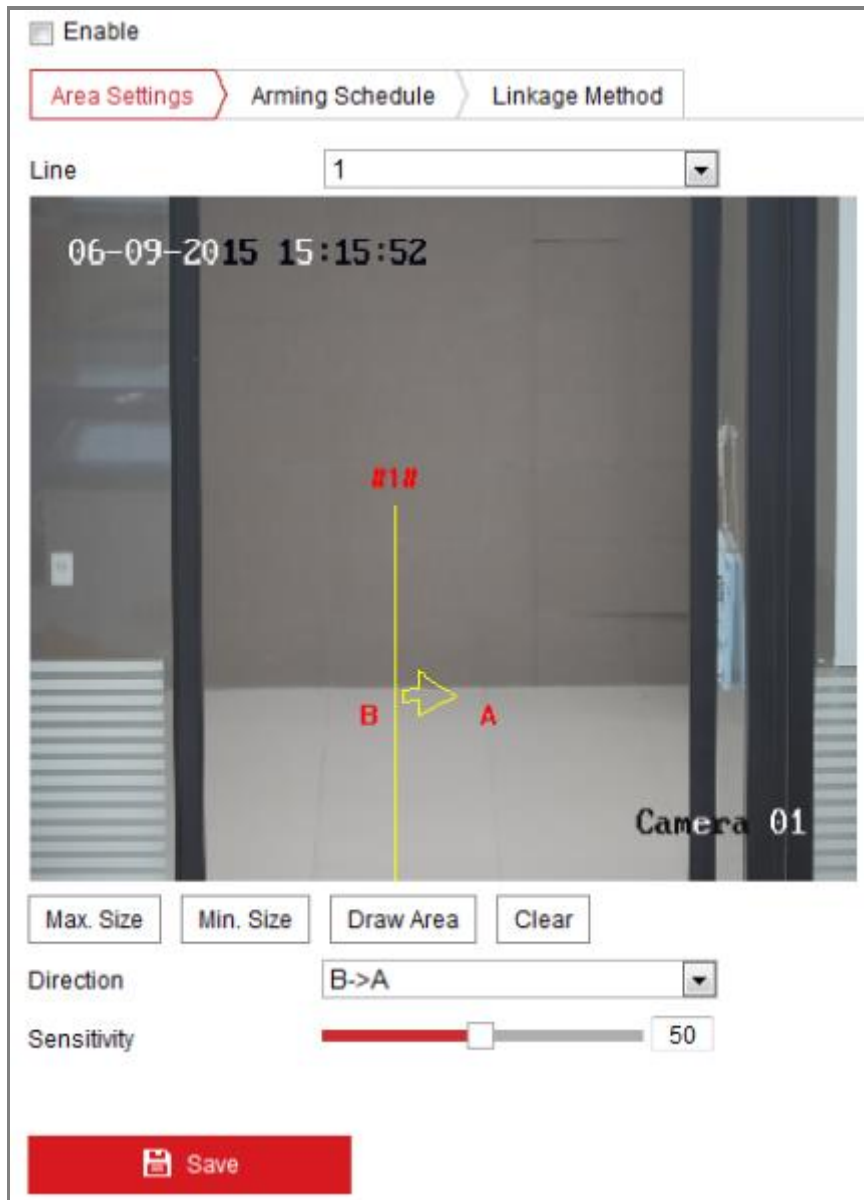 Enable
Area Settings
Arming Schedule
Linkage Method
Line
1
06-09-2015 15:15:52
#1#
B
A
Camera 01
Max. Size
Min. Size
Draw Area
Clear
Direction
B->A
Sensitivity
50
Save